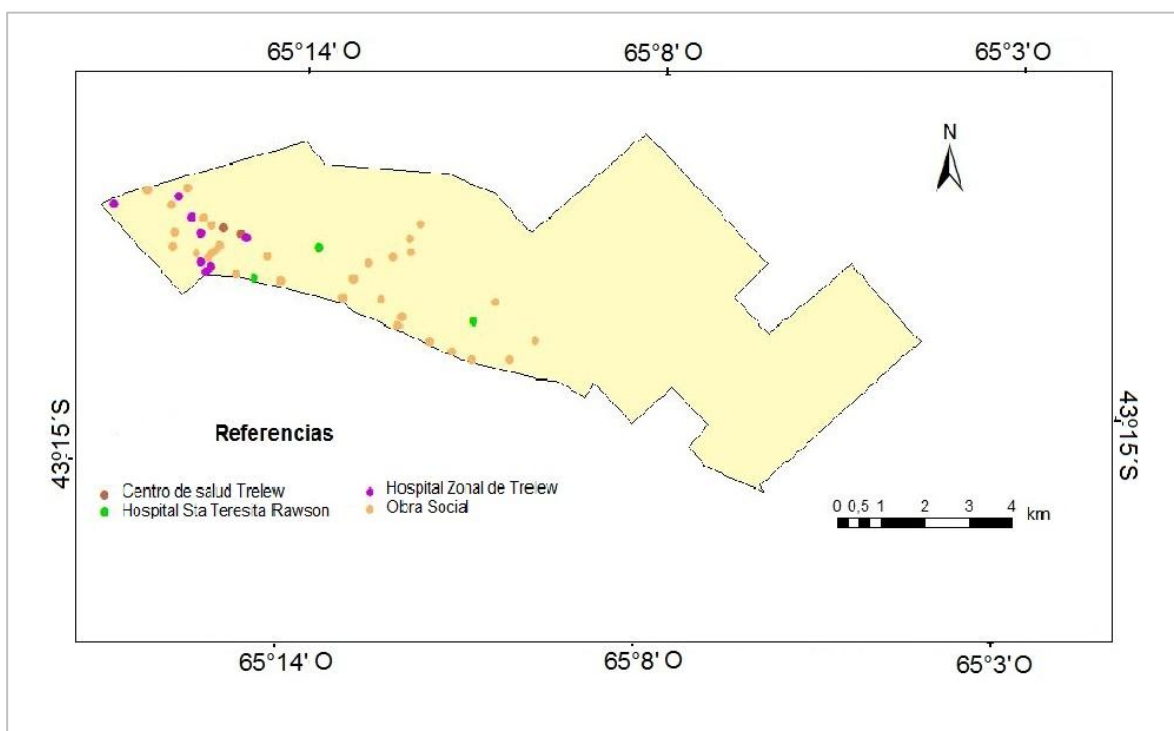 65°14' O 65°8' O 65°3' O
N
43°15´S
43°15´S
Referencias
Centro de salud Trelew
Hospital Zonal de Trelew
Hospital Sta Teresita Rawson
Obra Social
0 0,5 1 2 3 4 km
65°14' O 65°8' O 65°3' O